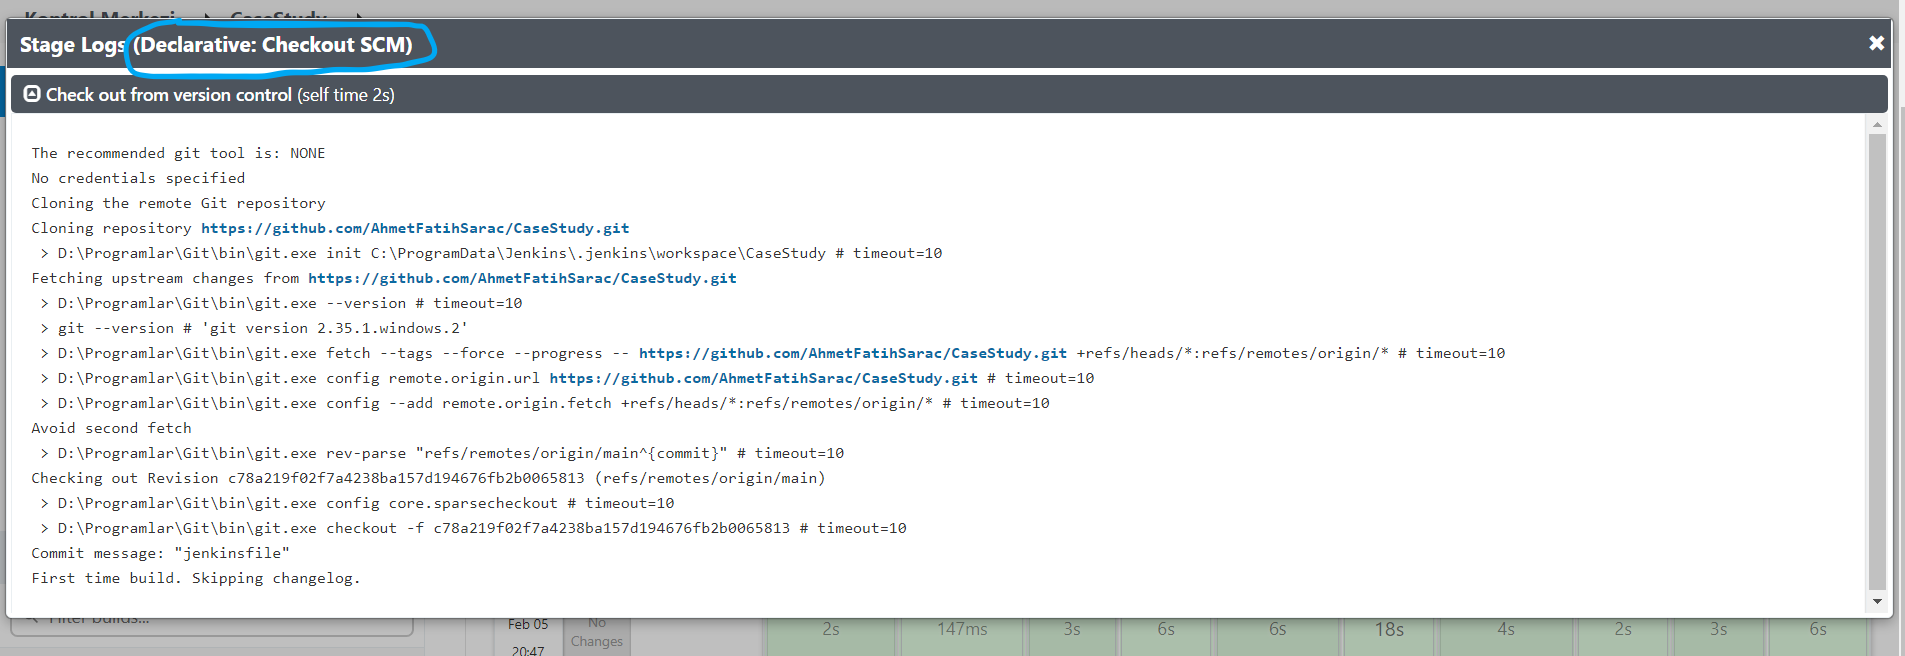 Kontrol Merkezi
CaseStudy
Stage Logs (Declarative: Checkout SCM)
Check out from version control (self time 2s)
The recommended git tool is: NONE
No credentials specified
Cloning the remote Git repository
Cloning repository https://github.com/AhmetFatihSarac/CaseStudy.git
> D:\Programlar\Git\bin\git.exe init C:\ProgramData\Jenkins\.jenkins\workspace\CaseStudy # timeout=10
Fetching upstream changes from https://github.com/AhmetFatihSarac/CaseStudy.git
> D:\Programlar\Git\bin\git.exe --version # timeout=10
> git --version # 'git version 2.35.1.windows.2'
> D:\Programlar\Git\bin\git.exe fetch --tags --force --progress -- https://github.com/AhmetFatihSarac/CaseStudy.git +refs/heads/*:refs/remotes/origin/* # timeout=10
> D:\Programlar\Git\bin\git.exe config remote.origin.url https://github.com/AhmetFatihSarac/CaseStudy.git # timeout=10
> D:\Programlar\Git\bin\git.exe config --add remote.origin.fetch +refs/heads/*:refs/remotes/origin/* # timeout=10
Avoid second fetch
> D:\Programlar\Git\bin\git.exe rev-parse "refs/remotes/origin/main^{commit}" # timeout=10
Checking out Revision c78a219f02f7a4238ba157d194676fb2b0065813 (refs/remotes/origin/main)
> D:\Programlar\Git\bin\git.exe config core.sparsecheckout # timeout=10
> D:\Programlar\Git\bin\git.exe checkout -f c78a219f02f7a4238ba157d194676fb2b0065813 # timeout=10
Commit message: "jenkinsfile"
First time build. Skipping changelog.
Filter builds...
Feb 05
20:47
No
Changes
2s 147ms 3s 6s 6s 18s 4s 2s 3s 6s